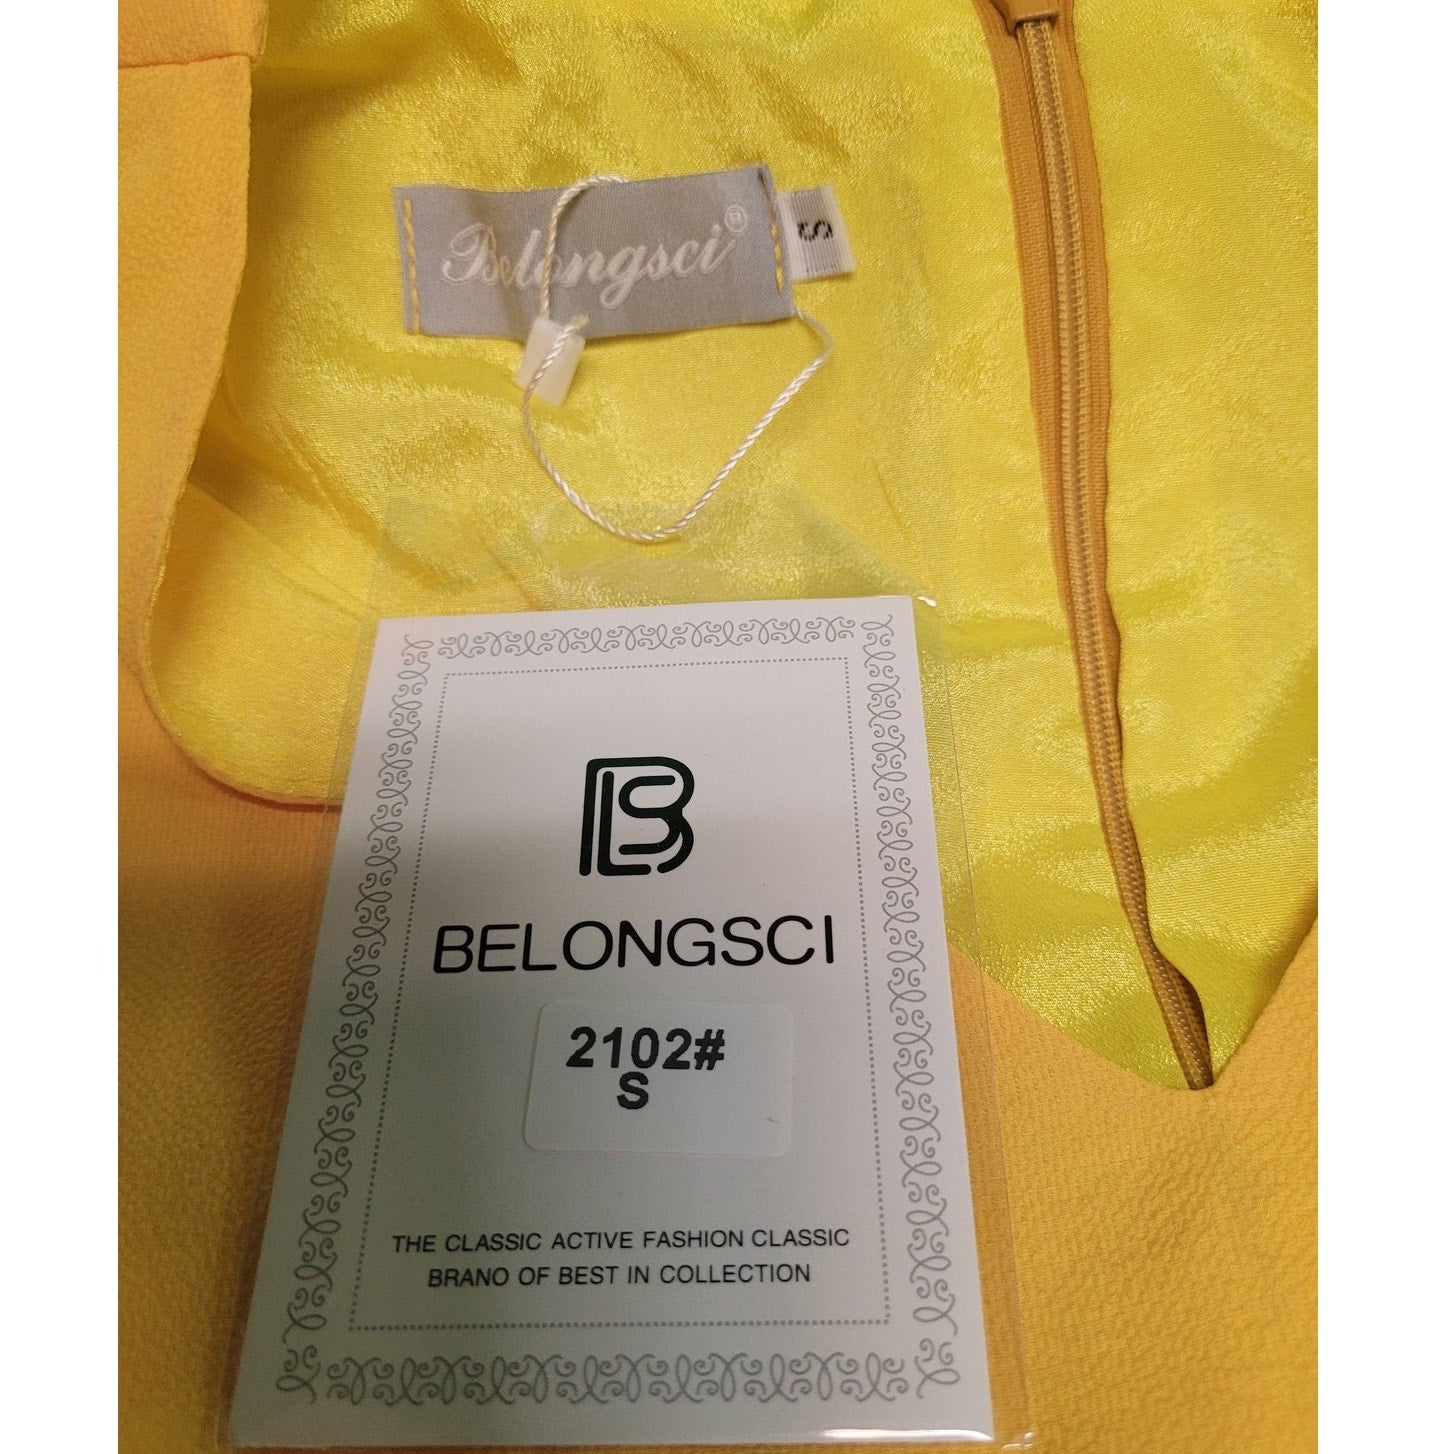 Belongsci®
S
BELONGSCI
2102#
S
THE CLASSIC ACTIVE FASHION CLASSIC
BRANO OF BEST IN COLLECTION